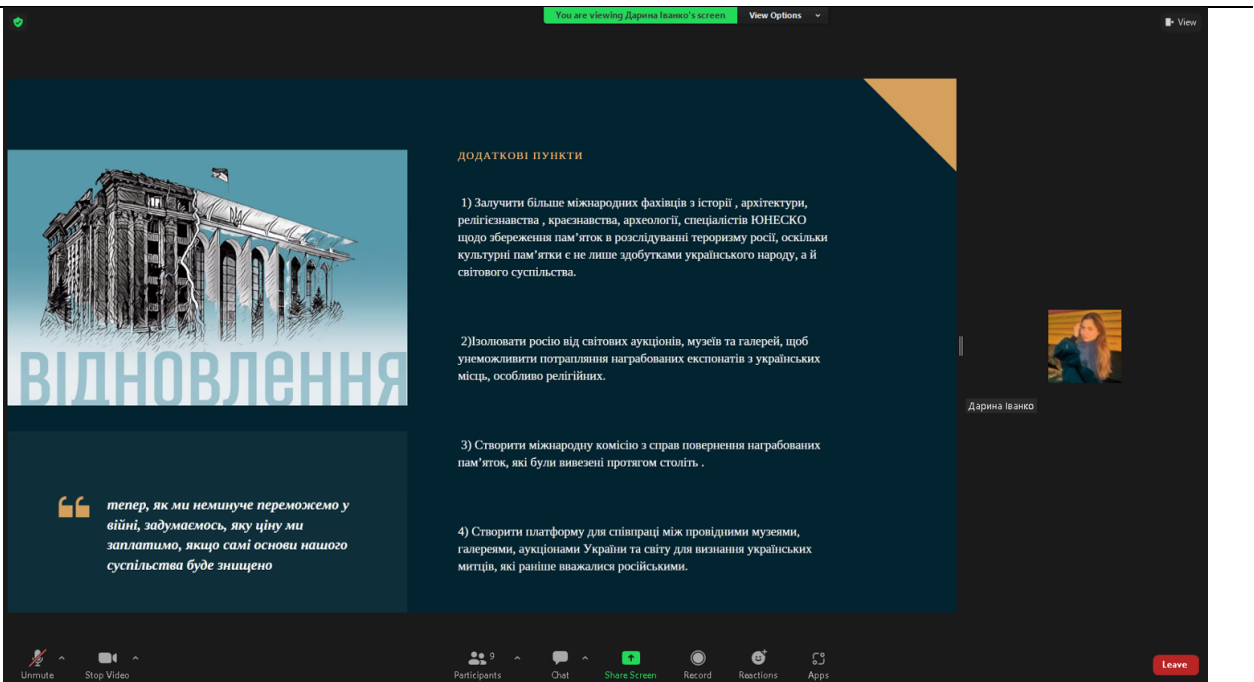 You are viewing Дарина Іванко's screen
View Options
View
ДОДАТКОВІ ПУНКТИ
1) Залучити більше міжнародних фахівців з історії , архітектури,
релігієзнавства , краєзнавства, археології, спеціалістів ЮНЕСКО
щодо збереження пам’яток в розслідуванні тероризму росії, оскільки
культурні пам’ятки є не лише здобутками українського народу, а й
світового суспільства.
2)Ізолювати росію від світових аукціонів, музеїв та галерей, щоб
унеможливити потрапляння награбованих експонатів з українських
місць, особливо релігійних.
3) Створити міжнародну комісію з справ повернення награбованих
пам’яток, які були вивезені протягом століть .
4) Створити платформу для співпраці між провідними музеями,
галереями, аукціонами України та світу для визнання українських
митців, які раніше вважалися російськими.
ВІДНОВЛеННЯ
тепер, як ми неминуче переможемо у
війні, задумаємось, яку ціну ми
заплатимо, якщо самі основи нашого
суспільства буде знищено
Дарина Іванко
Unmute
Stop Video
9
Participants
Chat
Share Screen
Record
Reactions
Apps
Leave